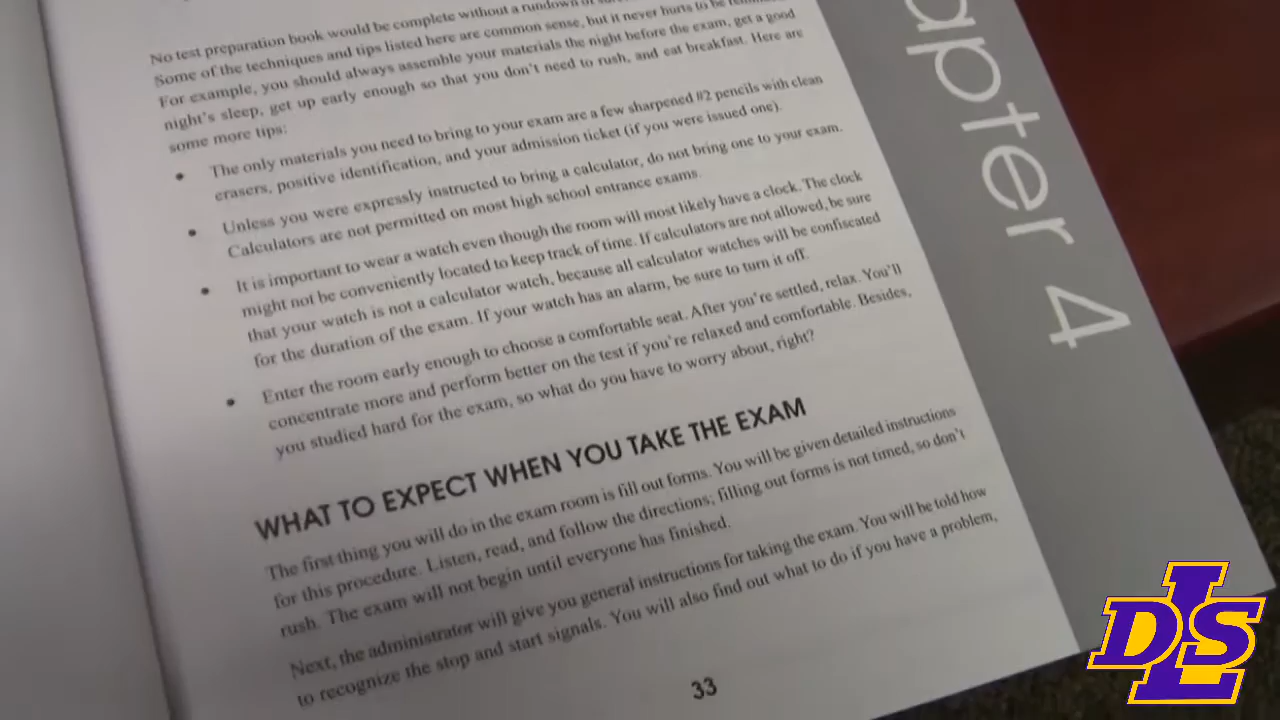 No test preparation book would be complete without a rundown of
Some of the techniques and tips listed here are common sense, but it never hurts to be
For example, you should always assemble your materials the night before the exam, get a good
night's sleep, get up early enough so that you don't need to rush, and eat breakfast. Here are
some more tips:
• The only materials you need to bring to your exam are a few sharpened #2 pencils with clean
erasers, positive identification, and your admission ticket (if you were issued one).
• Unless you were expressly instructed to bring a calculator, do not bring one to your exam.
Calculators are not permitted on most high school entrance exams.
• It is important to wear a watch even though the room will most likely have a clock. The clock
might not be conveniently located to keep track of time. If calculators are not allowed, be sure
that your watch is not a calculator watch, because all calculator watches will be confiscated
for the duration of the exam. If your watch has an alarm, be sure to turn it off.
• Enter the room early enough to choose a comfortable seat. After you're settled, relax. You'll
concentrate more and perform better on the test if you're relaxed and comfortable. Besides,
you studied hard for the exam, so what do you have to worry about, right?
WHAT TO EXPECT WHEN YOU TAKE THE EXAM
The first thing you will do in the exam room is fill out forms. You will be given detailed instructions
for this procedure. Listen, read, and follow the directions; filling out forms is not timed, so don't
rush. The exam will not begin until everyone has finished.
Next, the administrator will give you general instructions for taking the exam. You will be told how
to recognize the stop and start signals. You will also find out what to do if you have a problem,
33
apter 4
DLS